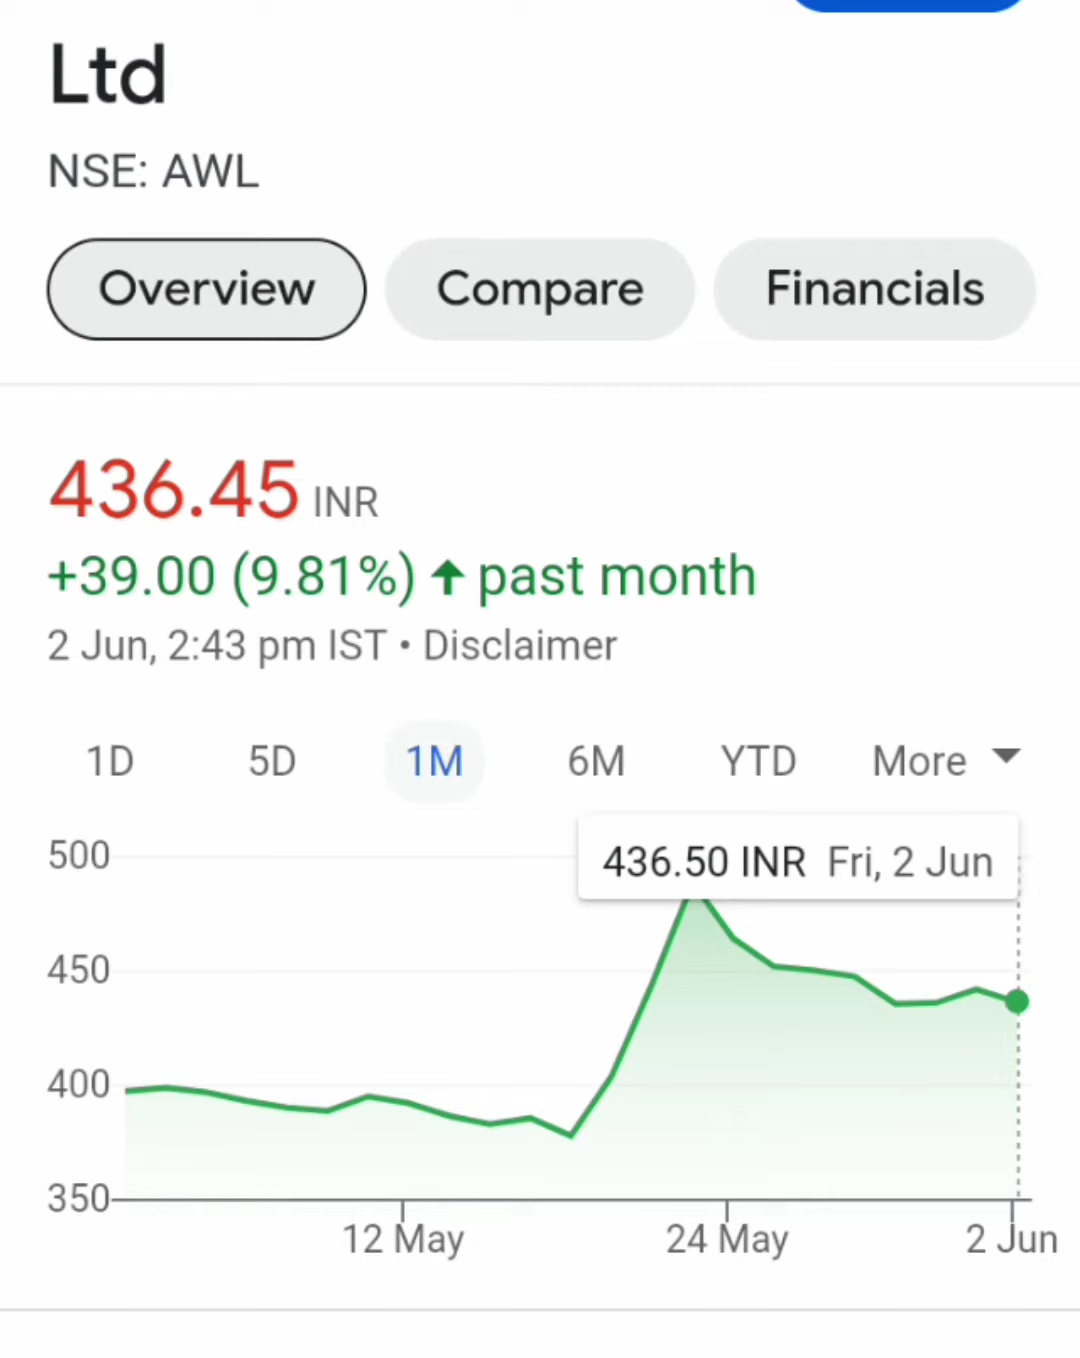 Ltd
NSE: AWL
Overview Compare Financials
436.45 INR
+39.00 (9.81%) ↑ past month
2 Jun, 2:43 pm IST • Disclaimer
1D 5D 1M 6M YTD More
436.50 INR Fri, 2 Jun
500
450
400
350
12 May 24 May 2 Jun